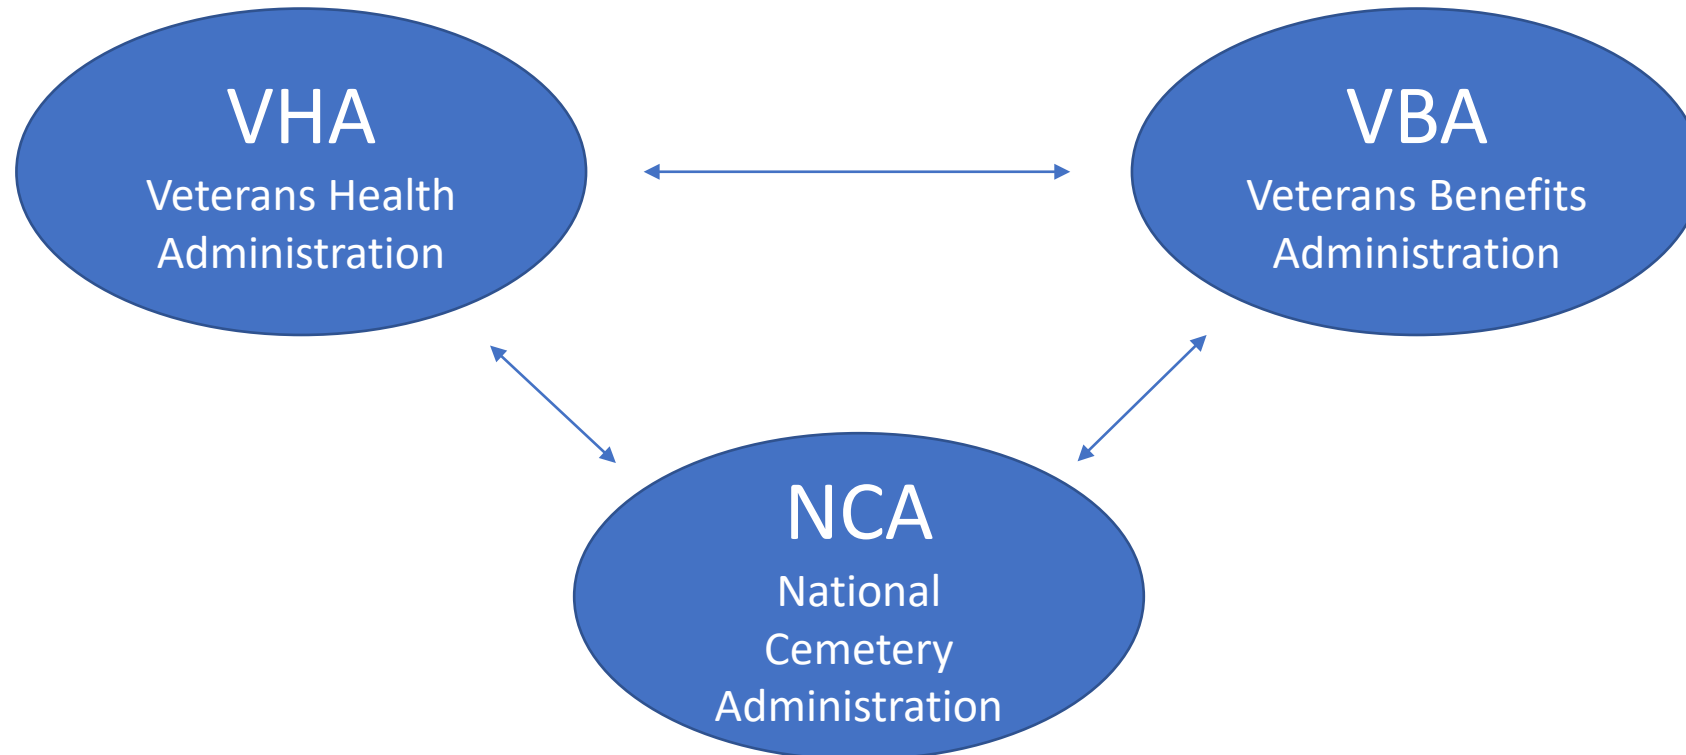 VHA
Veterans Health
Administration
VBA
Veterans Benefits
Administration
NCA
National
Cemetery
Administration